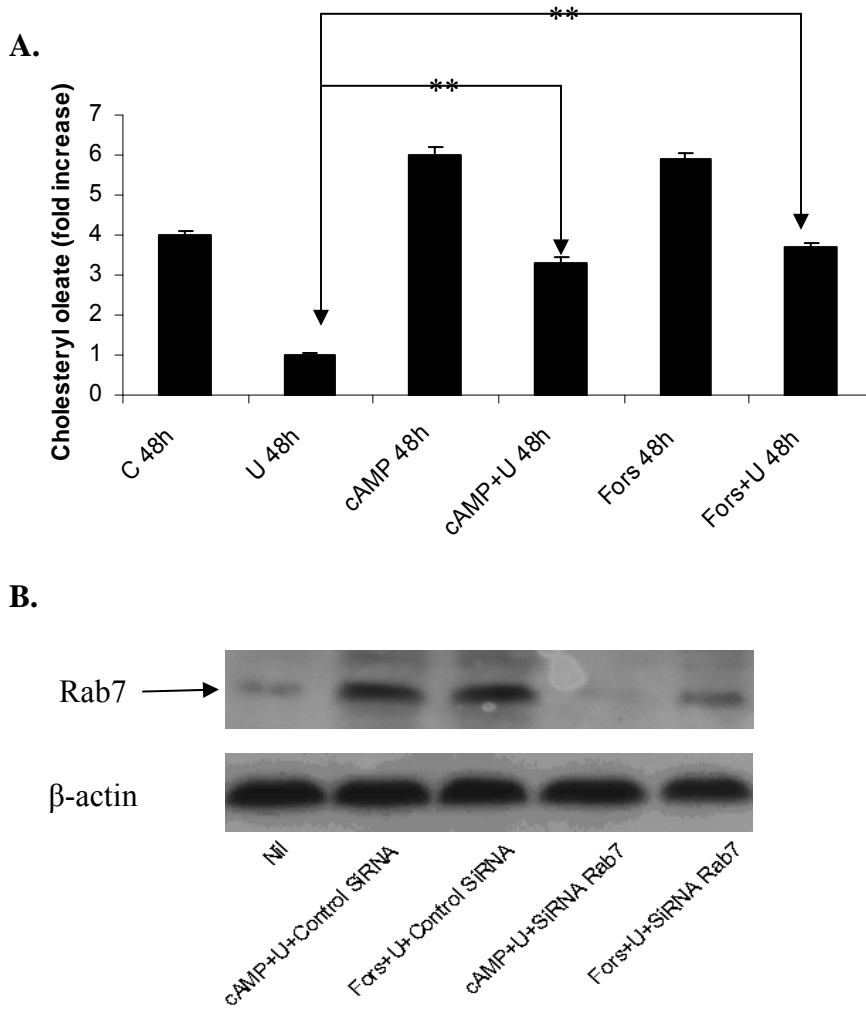 A.
**
**
Cholesteryl oleate (fold increase)
7
6
5
4
3
2
1
0
C 48h
U 48h
cAMP 48h
cAMP+U 48h
Fors 48h
Fors+U 48h
B.
Rab7
β-actin
Nil
cAMP+U+Control SiRNA
Fors+U+Control SiRNA
cAMP+U+SiRNA Rab7
Fors+U+SiRNA Rab7